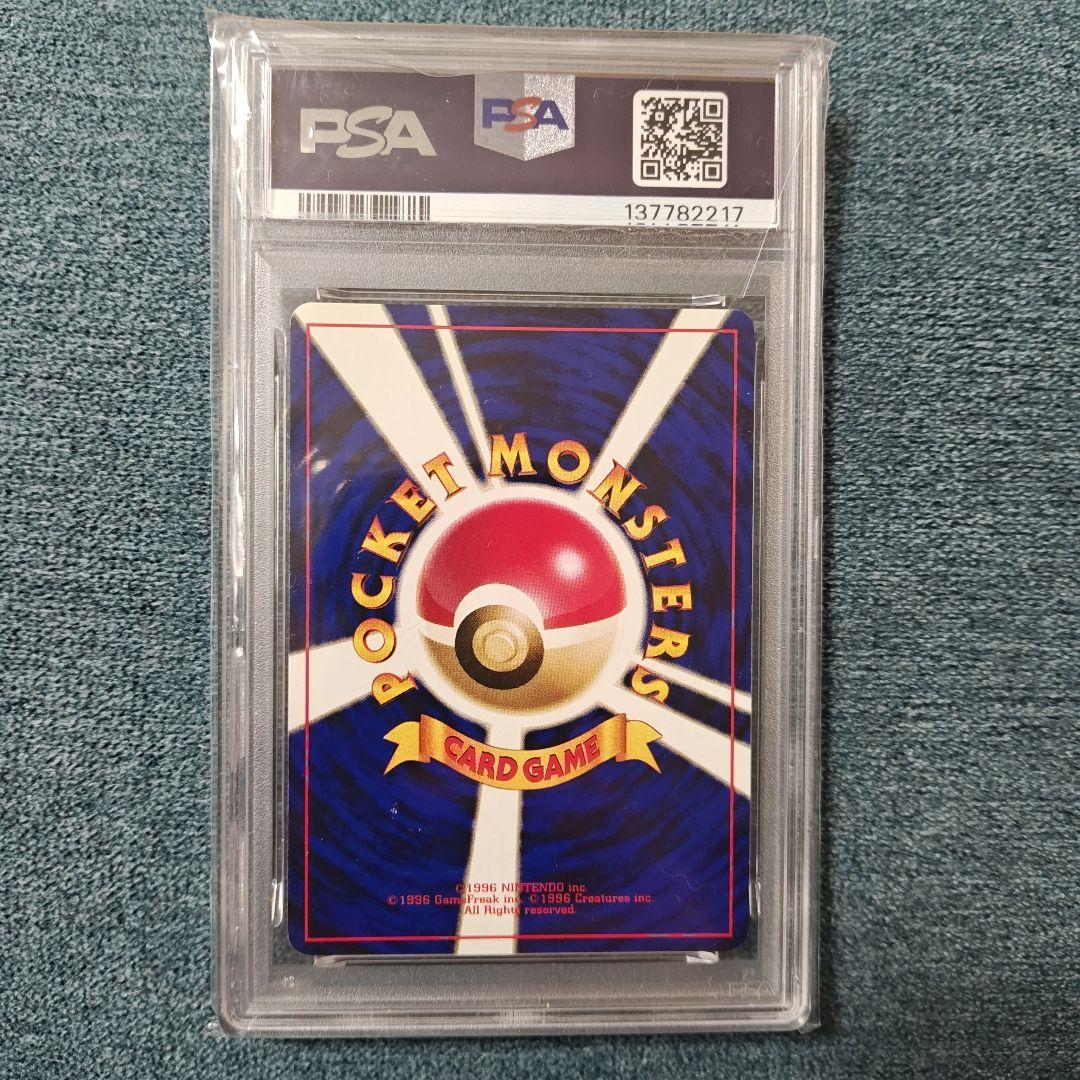 PSA
PSA
137782217
POCKET MONSTERS
CARD GAME
©1996 NINTENDO inc.
©1996 GameFreak inc. ©1996 Creatures inc.
All Rights reserved.
PSA